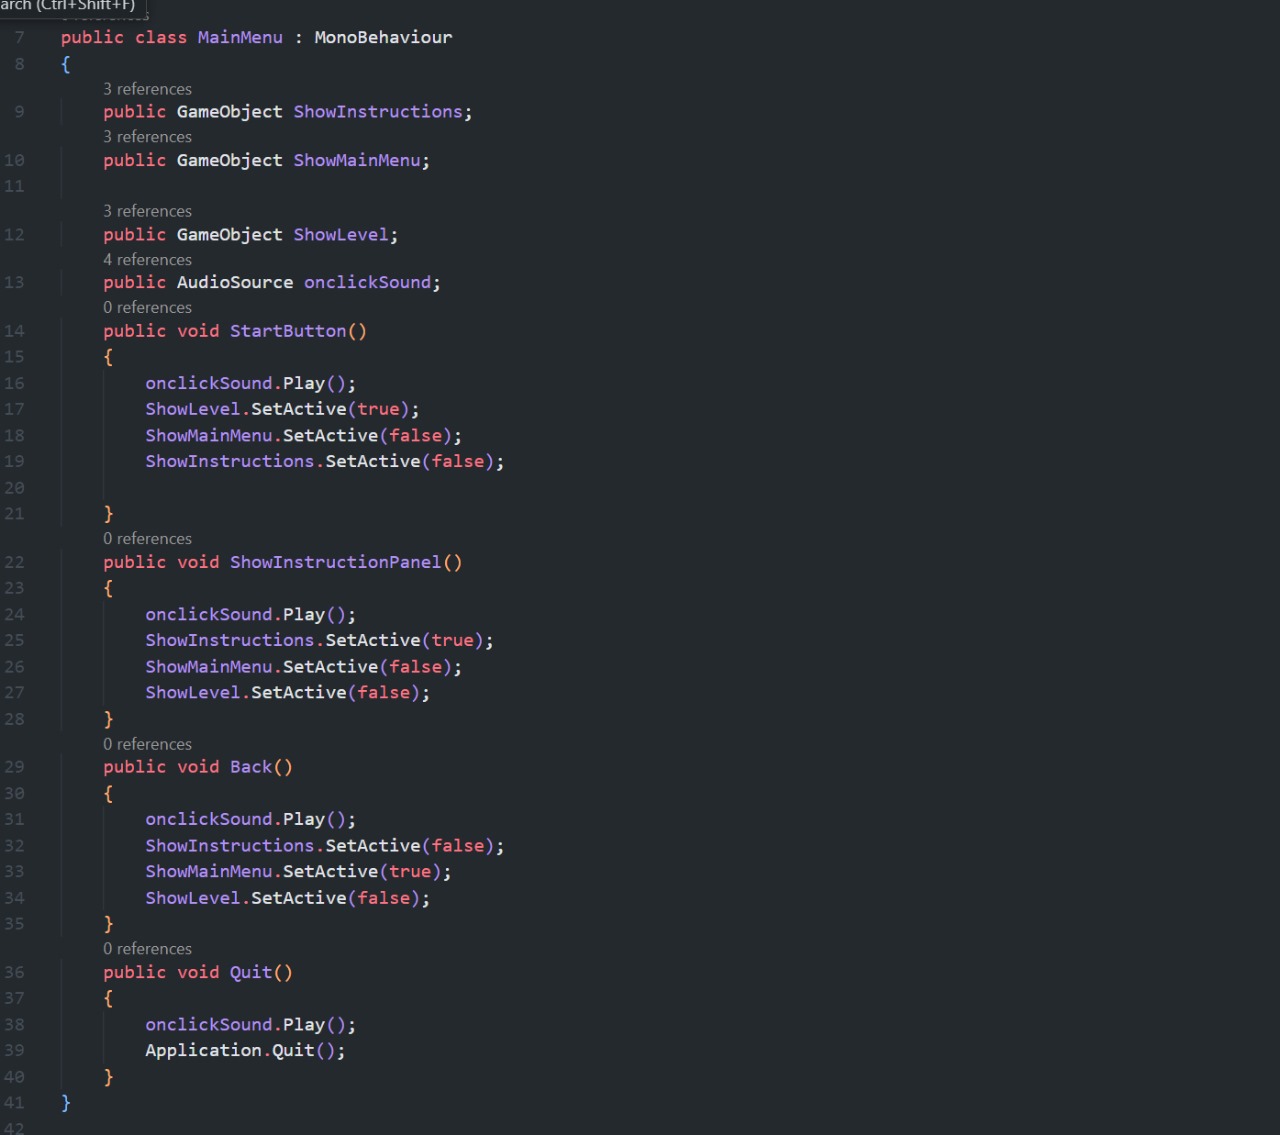 arch (Ctrl+Shift+F)
7 public class MainMenu : MonoBehaviour
8 {
3 references
9 public GameObject ShowInstructions;
3 references
10 public GameObject ShowMainMenu;
11
3 references
12 public GameObject ShowLevel;
4 references
13 public AudioSource onclickSound;
0 references
14 public void StartButton()
15 {
16 onclickSound.Play();
17 ShowLevel.SetActive(true);
18 ShowMainMenu.SetActive(false);
19 ShowInstructions.SetActive(false);
20
21 }
0 references
22 public void ShowInstructionPanel()
23 {
24 onclickSound.Play();
25 ShowInstructions.SetActive(true);
26 ShowMainMenu.SetActive(false);
27 ShowLevel.SetActive(false);
28 }
0 references
29 public void Back()
30 {
31 onclickSound.Play();
32 ShowInstructions.SetActive(false);
33 ShowMainMenu.SetActive(true);
34 ShowLevel.SetActive(false);
35 }
0 references
36 public void Quit()
37 {
38 onclickSound.Play();
39 Application.Quit();
40 }
41 }
42